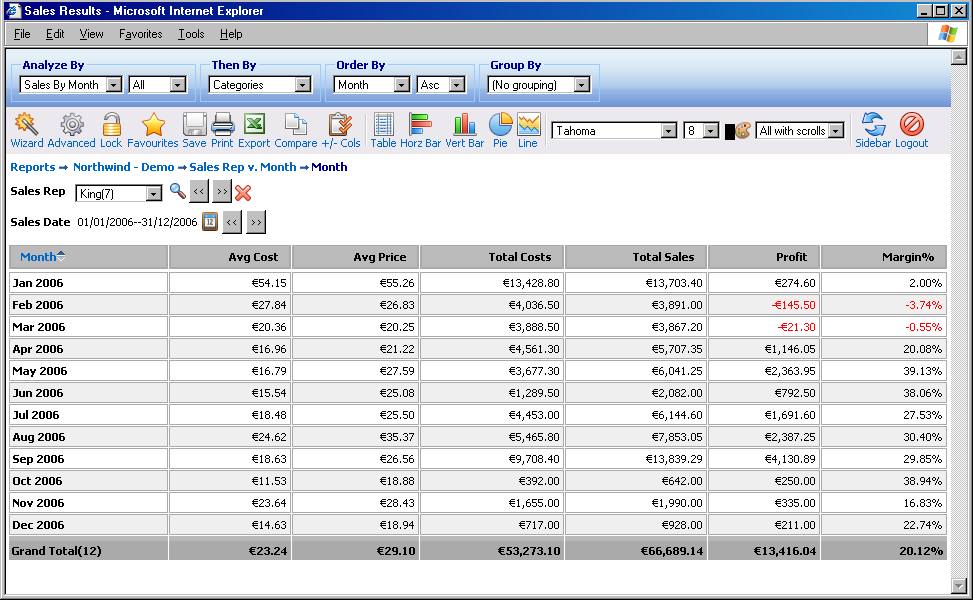 Sales Results - Microsoft Internet Explorer
File Edit View Favorites Tools Help
Analyze By Then By Order By Group By
Sales By Month All Categories Month Asc (No grouping)
Tahoma 8 All with scrolls
Wizard Advanced Lock Favourites Save Print Export Compare +/- Cols Table Horz Bar Vert Bar Pie Line Sidebar Logout
Reports → Northwind - Demo → Sales Rep v. Month → Month
Sales Rep King(7) << >>
Sales Date 01/01/2006--31/12/2006 12 << >>
Month Avg Cost Avg Price Total Costs Total Sales Profit Margin%
Jan 2006 €54.15 €55.26 €13,428.80 €13,703.40 €274.60 2.00%
Feb 2006 €27.84 €26.83 €4,036.50 €3,891.00 -€145.50 -3.74%
Mar 2006 €20.36 €20.25 €3,888.50 €3,867.20 -€21.30 -0.55%
Apr 2006 €16.96 €21.22 €4,561.30 €5,707.35 €1,146.05 20.08%
May 2006 €16.79 €27.59 €3,677.30 €6,041.25 €2,363.95 39.13%
Jun 2006 €15.54 €25.08 €1,289.50 €2,082.00 €792.50 38.06%
Jul 2006 €18.48 €25.50 €4,453.00 €6,144.60 €1,691.60 27.53%
Aug 2006 €24.62 €35.37 €5,465.80 €7,853.05 €2,387.25 30.40%
Sep 2006 €18.63 €26.56 €9,708.40 €13,839.29 €4,130.89 29.85%
Oct 2006 €11.53 €18.88 €392.00 €642.00 €250.00 38.94%
Nov 2006 €23.64 €28.43 €1,655.00 €1,990.00 €335.00 16.83%
Dec 2006 €14.63 €18.94 €717.00 €928.00 €211.00 22.74%
Grand Total(12) €23.24 €29.10 €53,273.10 €66,689.14 €13,416.04 20.12%